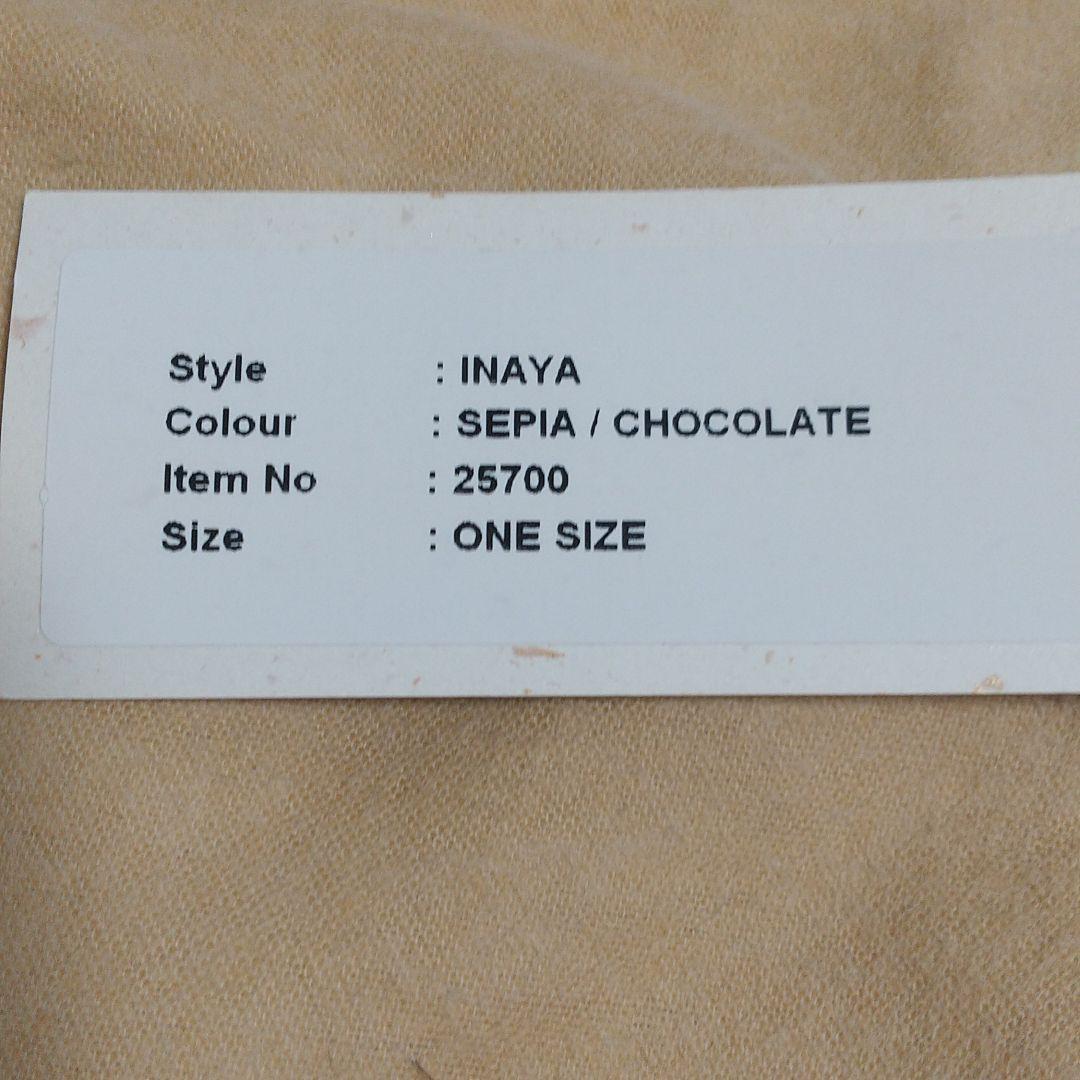 Style : INAYA
Colour : SEPIA / CHOCOLATE
Item No : 25700
Size : ONE SIZE